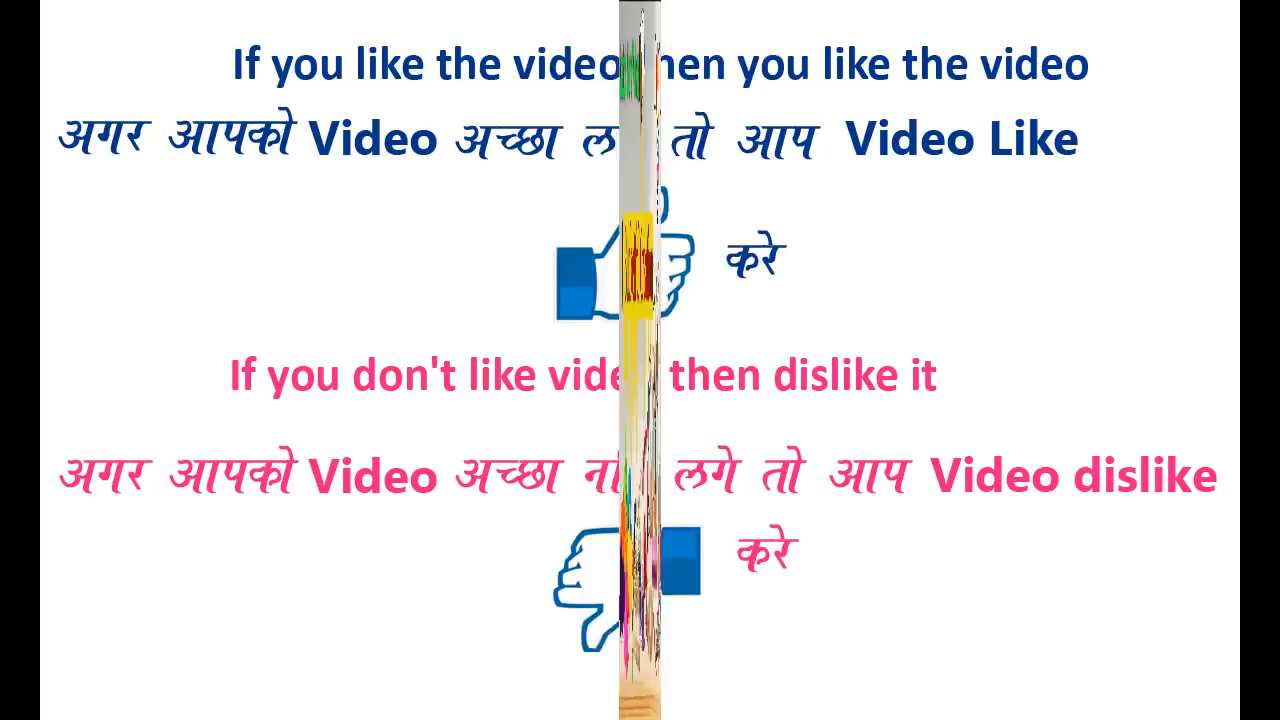 If you like the video you like the video
अगर आपको Video अच्छा तो आप Video Like
करे
If you don't like then dislike it
अगर आपको Video अच्छा लगे तो आप Video dislike
करे